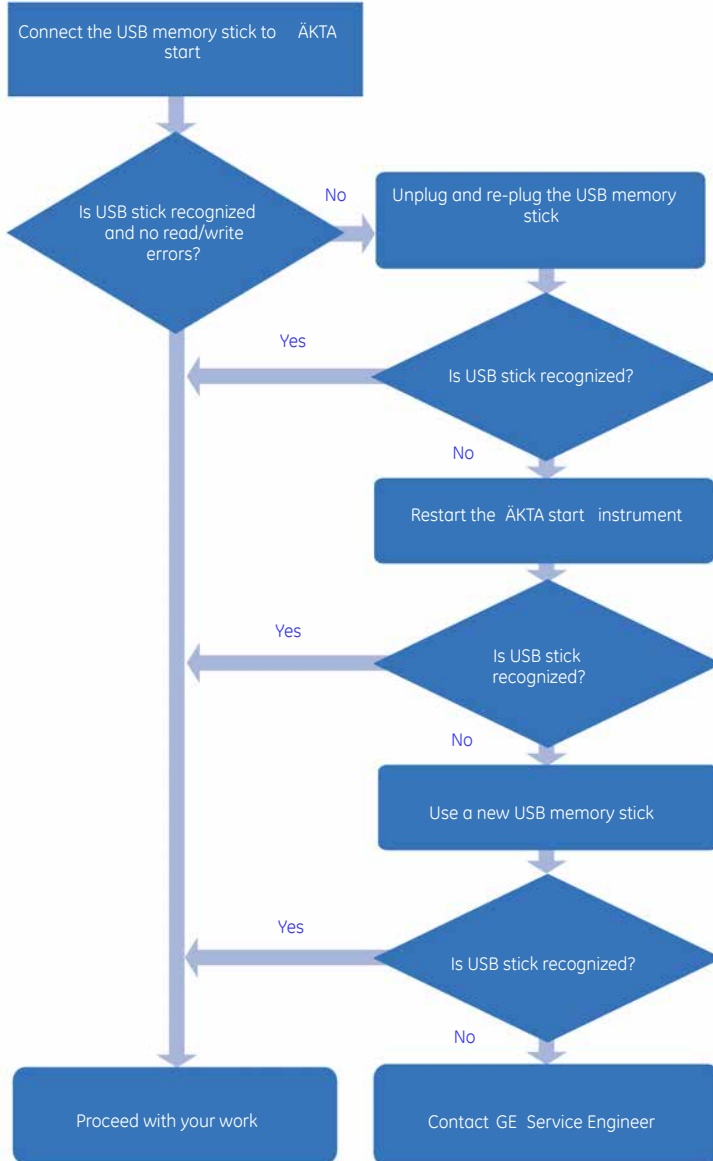 Connect the USB memory stick to ÄKTA
start
Is USB stick recognized
and no read/write
errors?
No
Unplug and re-plug the USB memory
stick
Is USB stick recognized?
Yes
No
Restart the ÄKTA start instrument
Is USB stick
recognized?
Yes
No
Use a new USB memory stick
Is USB stick recognized?
Yes
No
Proceed with your work
Contact GE Service Engineer